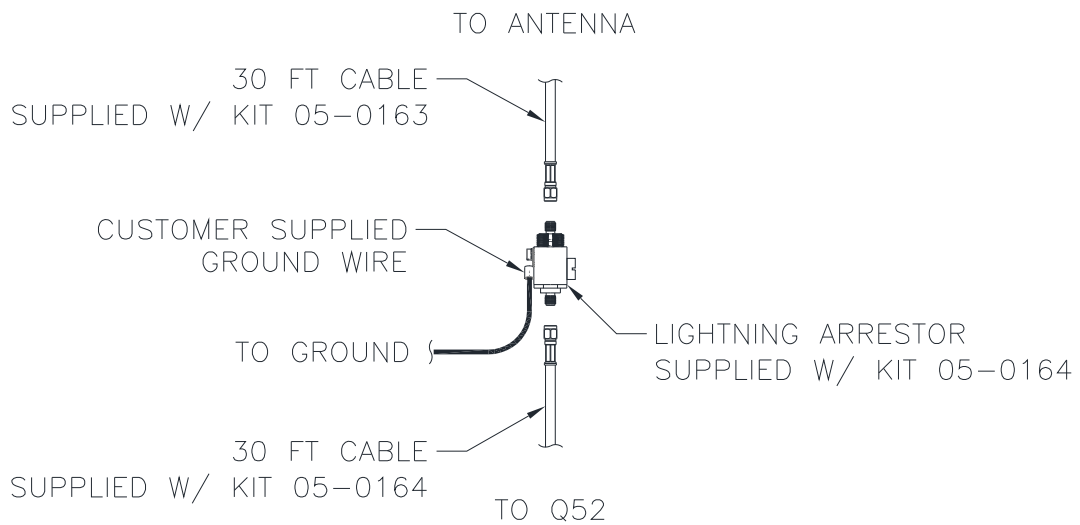 TO ANTENNA
30 FT CABLE
SUPPLIED W/ KIT 05-0163
CUSTOMER SUPPLIED
GROUND WIRE
TO GROUND
LIGHTNING ARRESTOR
SUPPLIED W/ KIT 05-0164
30 FT CABLE
SUPPLIED W/ KIT 05-0164
TO Q52